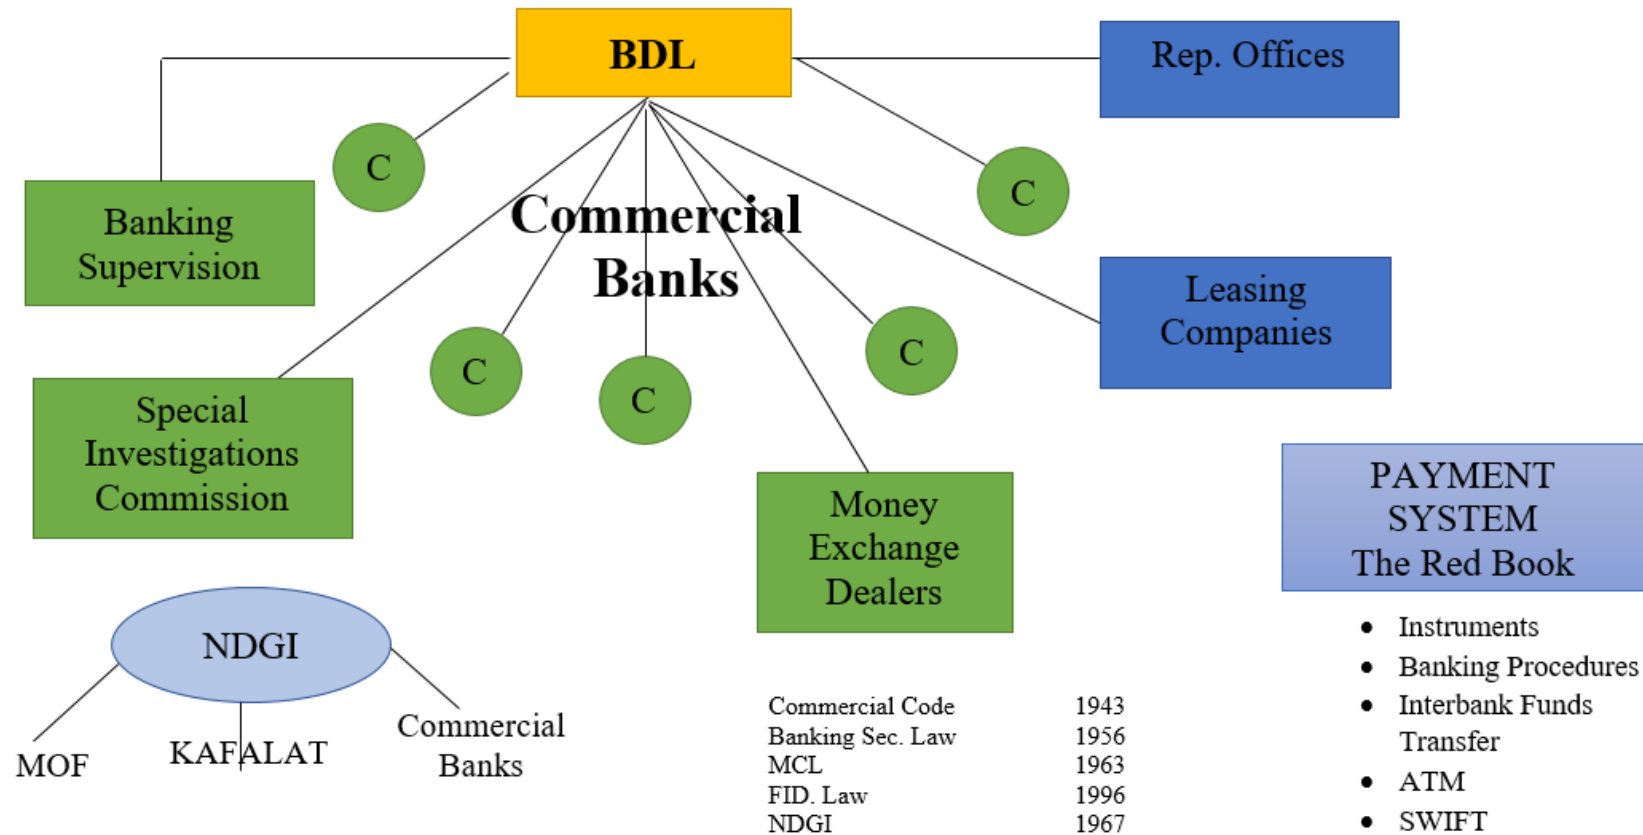 BDL
Rep. Offices
C
C
Banking
Supervision
Commercial
Banks
Leasing
Companies
C
C
C
Special
Investigations
Commission
Money
Exchange
Dealers
PAYMENT
SYSTEM
The Red Book
NDGI
MOF
KAFALAT
Commercial
Banks
Commercial Code 1943
Banking Sec. Law 1956
MCL 1963
FID. Law 1996
NDGI 1967
• Instruments
• Banking Procedures
• Interbank Funds
Transfer
• ATM
• SWIFT